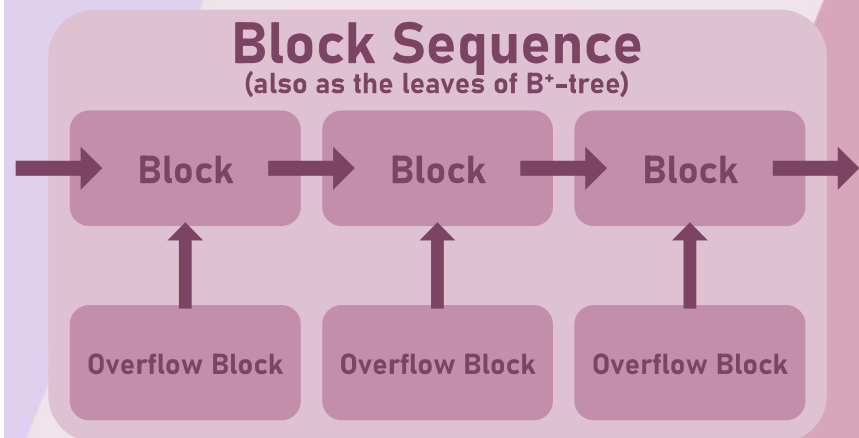 Block Sequence
(also as the leaves of B⁺-tree)
Block
Block
Block
Overflow Block
Overflow Block
Overflow Block